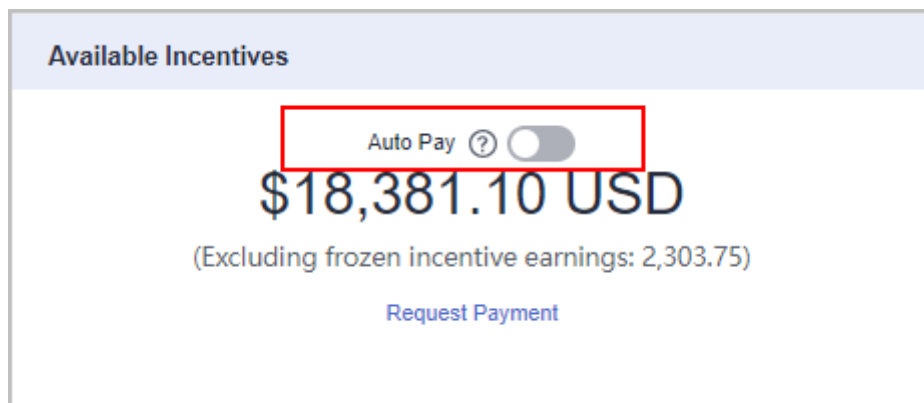 Available Incentives
Auto Pay ?
$18,381.10 USD
(Excluding frozen incentive earnings: 2,303.75)
Request Payment